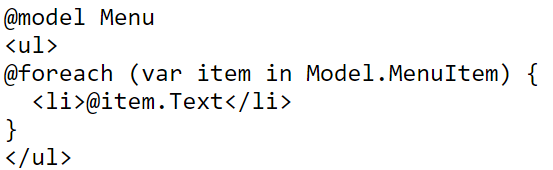 @model Menu
<ul>
@foreach (var item in Model.MenuItem) {
  <li>@item.Text</li>
}
</ul>